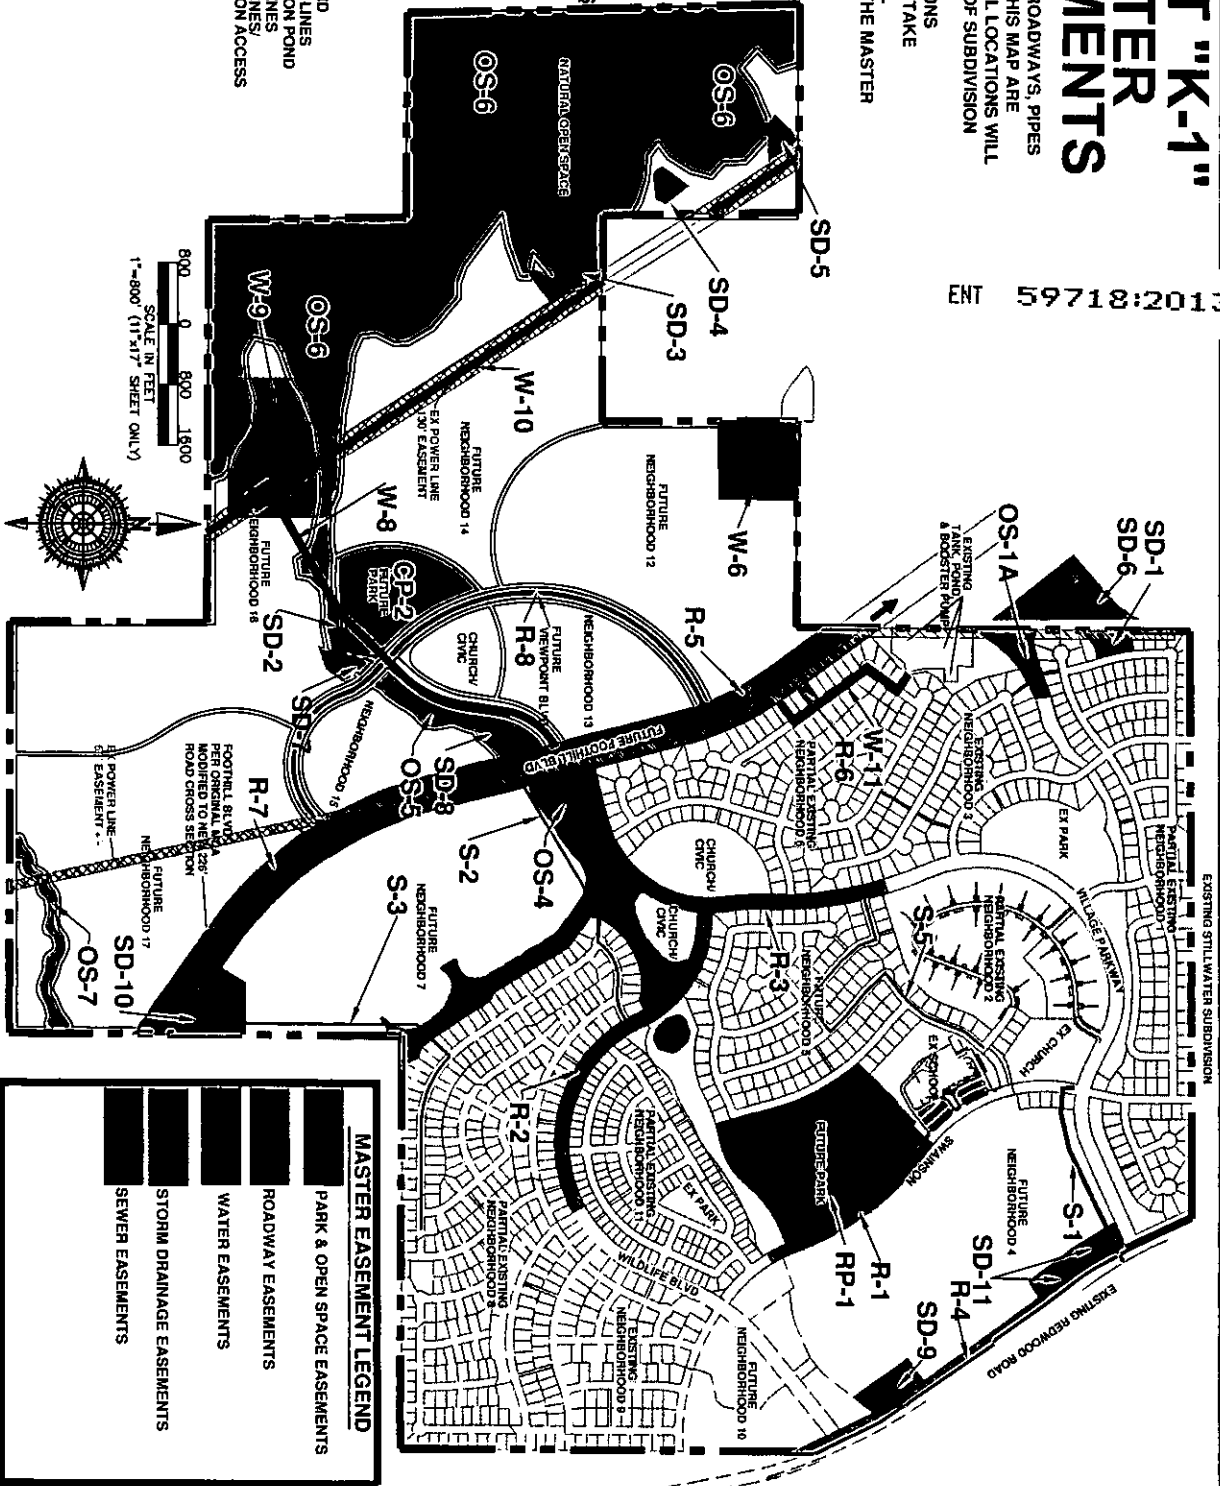 T "K-1"
TER
MENTS
ROADWAYS, PIPES
HIS MAP ARE
L LOCATIONS WILL
OF SUBDIVISION
ONS
TAKE
THE MASTER
ENT 59718:2013
LINES
ON POND
NES
NES/
ON ACCESS
EXISTING STILLWATER SUBDIVISION
SD-1
SD-6
OS-1A
EXISTING
TANK, POND,
& BOOSTER PUMP
PARTIAL EXISTING
NEIGHBORHOOD 1
EX PARK
EXISTING
NEIGHBORHOOD 3
VILLAGE PARKWAY
PARTIAL EXISTING
NEIGHBORHOOD 2
EX CHURCH
EX SCHOOL
S-5
S-1
FUTURE
NEIGHBORHOOD 4
SWAINSON
SD-11
R-4
EXISTING REDWOOD ROAD
SD-9
R-1
RP-1
FUTURE PARK
FUTURE
NEIGHBORHOOD 5
R-3
W-11
R-6
PARTIAL EXISTING
NEIGHBORHOOD 6
CHURCH/
CIVIC
CHURCH/
CIVIC
R-5
FUTURE FOOTHILL BLVD
NEIGHBORHOOD 13
FUTURE
VIEWPOINT BLVD
R-8
CHURCH/
CIVIC
CP-2
FUTURE
PARK
W-6
FUTURE
NEIGHBORHOOD 12
FUTURE
NEIGHBORHOOD 14
EX POWER LINE
130' EASEMENT
W-10
W-8
W-9
OS-6
OS-6
OS-6
NATURAL OPEN SPACE
SD-5
SD-4
SD-3
FUTURE
NEIGHBORHOOD 16
SD-2
SD-7
NEIGHBORHOOD 15
SD-8
OS-5
OS-4
S-2
S-3
FUTURE
NEIGHBORHOOD 7
R-7
FOOTHILL BLVD
PER ORIGINAL MDA
MODIFIED TO NEW 226'
ROAD CROSS SECTION
FUTURE
NEIGHBORHOOD 17
EX POWER LINE
EASEMENT
OS-7
SD-10
R-2
PARTIAL EXISTING
NEIGHBORHOOD 11
EX PARK
WILDLIFE BLVD
PARTIAL EXISTING
NEIGHBORHOOD 8
EXISTING
NEIGHBORHOOD 9
FUTURE
NEIGHBORHOOD 10
800 0 800 1600
SCALE IN FEET
1"=800' (11"x17" SHEET ONLY)
N
MASTER EASEMENT LEGEND
PARK & OPEN SPACE EASEMENTS
ROADWAY EASEMENTS
WATER EASEMENTS
STORM DRAINAGE EASEMENTS
SEWER EASEMENTS